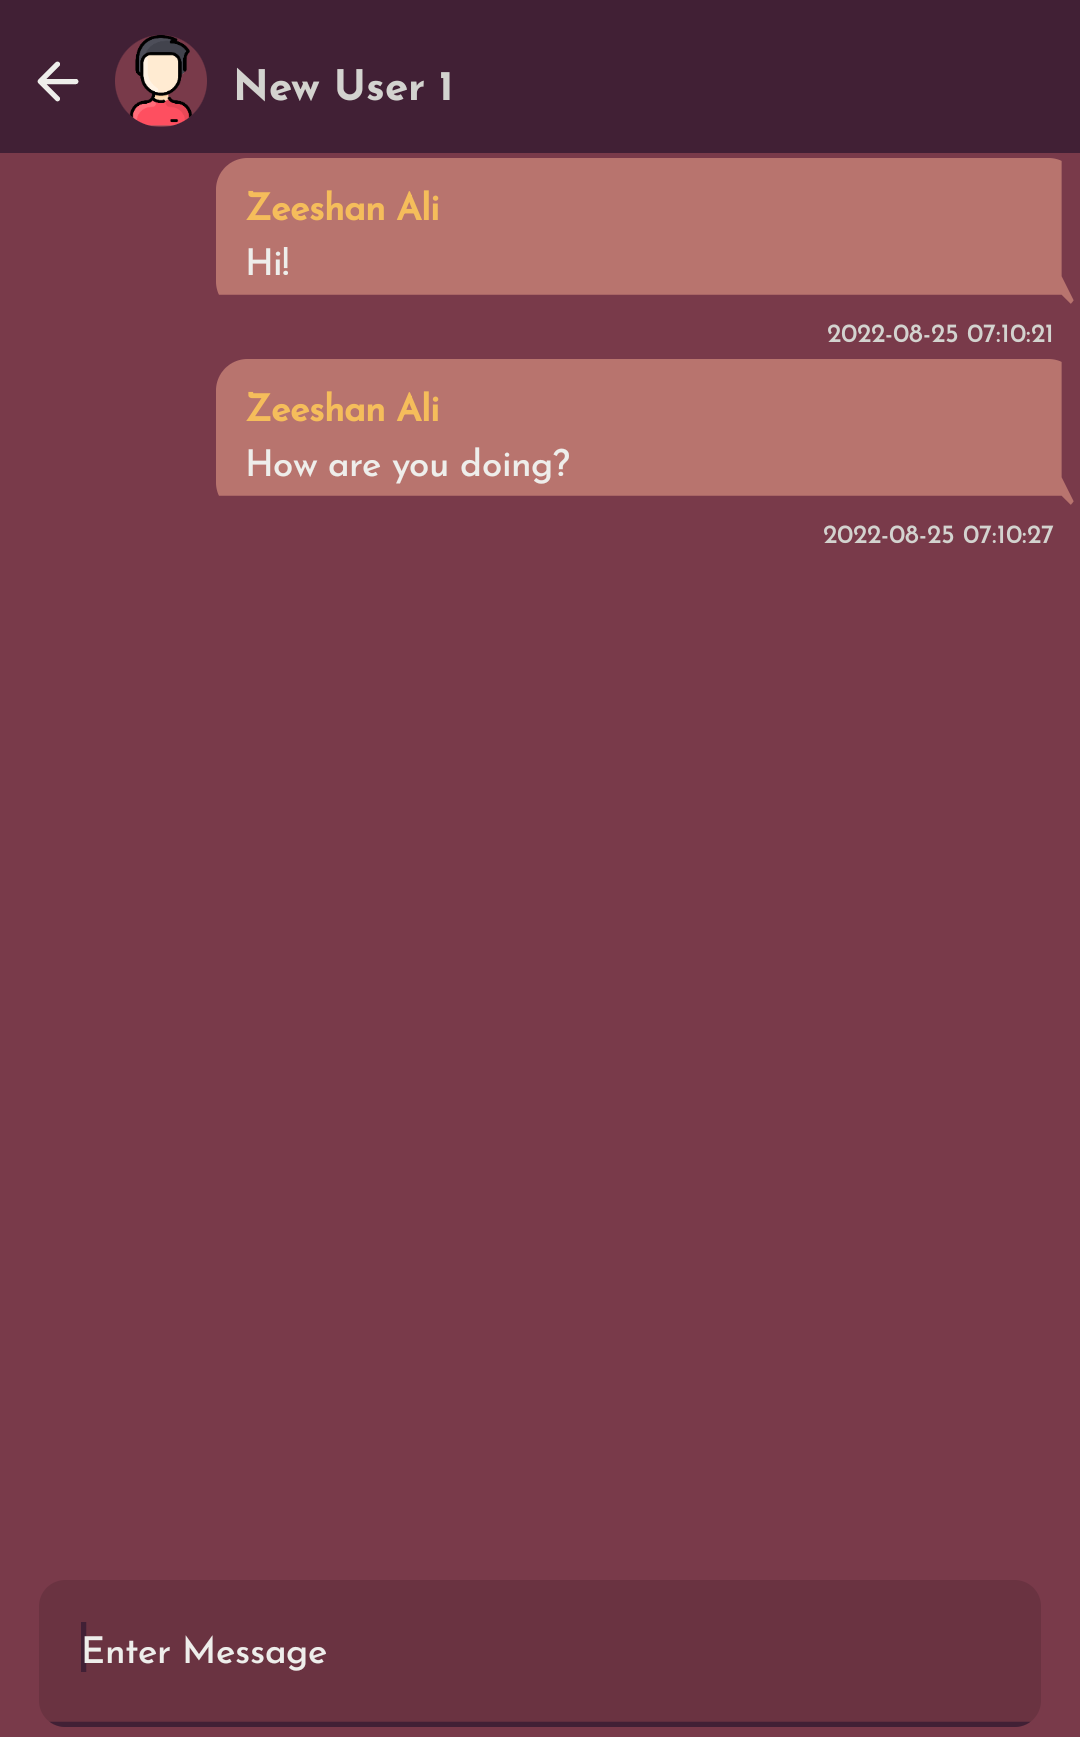 New User 1
Zeeshan Ali
Hi!
2022-08-25 07:10:21
Zeeshan Ali
How are you doing?
2022-08-25 07:10:27
Enter Message